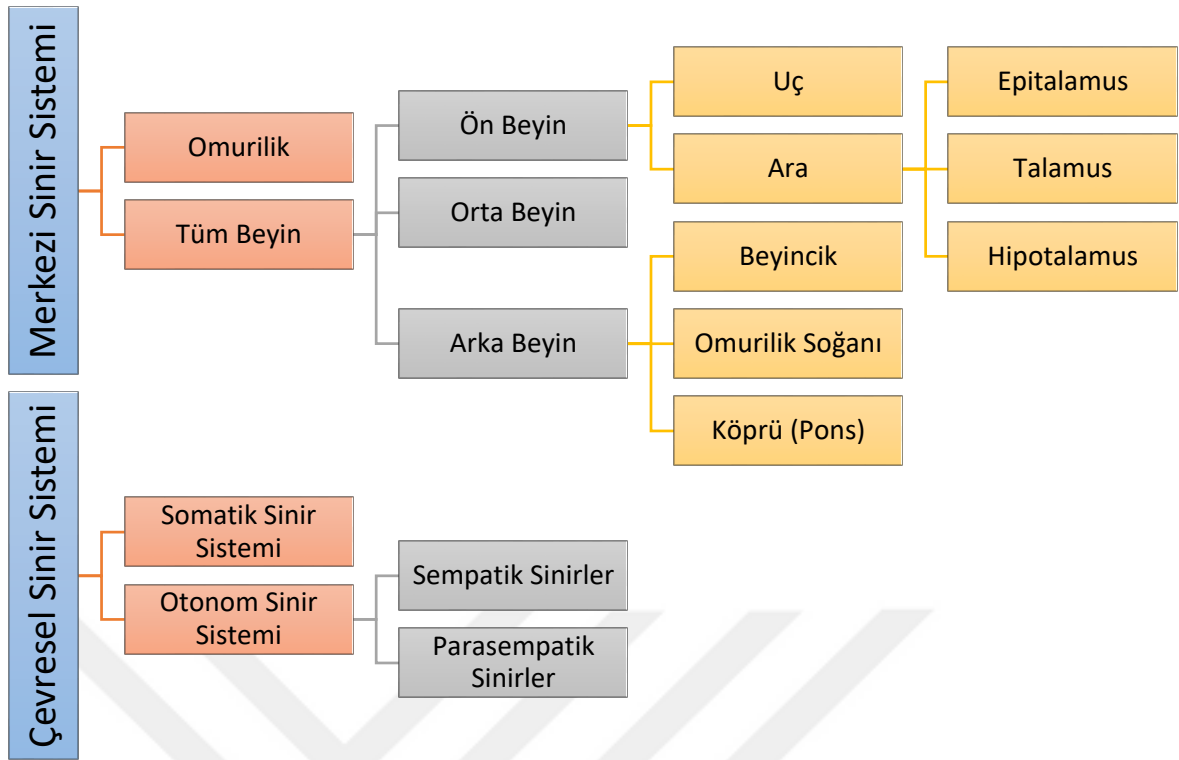 Merkezi Sinir Sistemi
Omurilik
Tüm Beyin
Ön Beyin
Orta Beyin
Arka Beyin
Uç
Ara
Beyincik
Omurilik Soğanı
Köprü (Pons)
Epitalamus
Talamus
Hipotalamus
Çevresel Sinir Sistemi
Somatik Sinir
Sistemi
Otonom Sinir
Sistemi
Sempatik Sinirler
Parasempatik
Sinirler